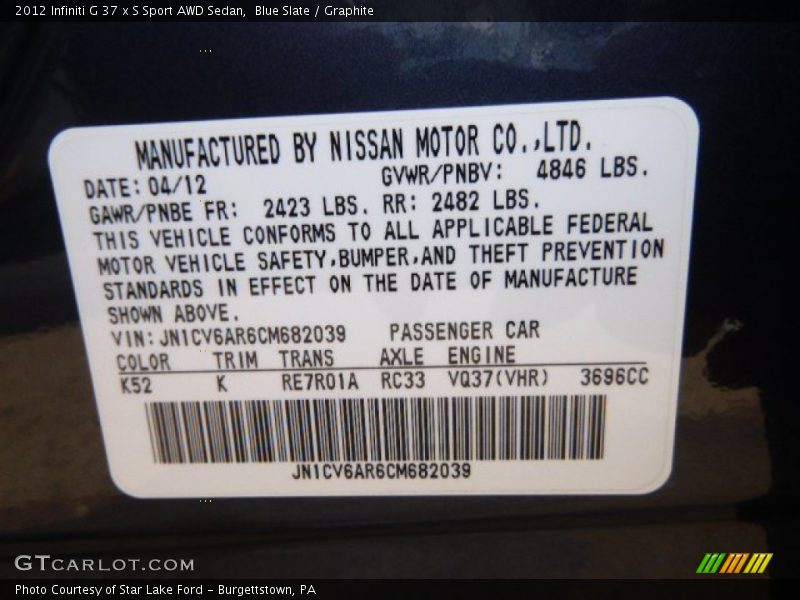 2012 Infiniti G 37 x S Sport AWD Sedan,  Blue Slate / Graphite
MANUFACTURED BY NISSAN MOTOR CO.,LTD.
DATE: 04/12 GVWR/PNBV: 4846 LBS.
GAWR/PNBE FR: 2423 LBS. RR: 2482 LBS.
THIS VEHICLE CONFORMS TO ALL APPLICABLE FEDERAL
MOTOR VEHICLE SAFETY,BUMPER,AND THEFT PREVENTION
STANDARDS IN EFFECT ON THE DATE OF MANUFACTURE
SHOWN ABOVE.
VIN: JN1CV6AR6CM682039 PASSENGER CAR
COLOR TRIM TRANS AXLE ENGINE
K52 K RE7R01A RC33 VQ37(VHR) 3696CC
JN1CV6AR6CM682039
GTCARLOT.COM
Photo Courtesy of Star Lake Ford - Burgettstown, PA